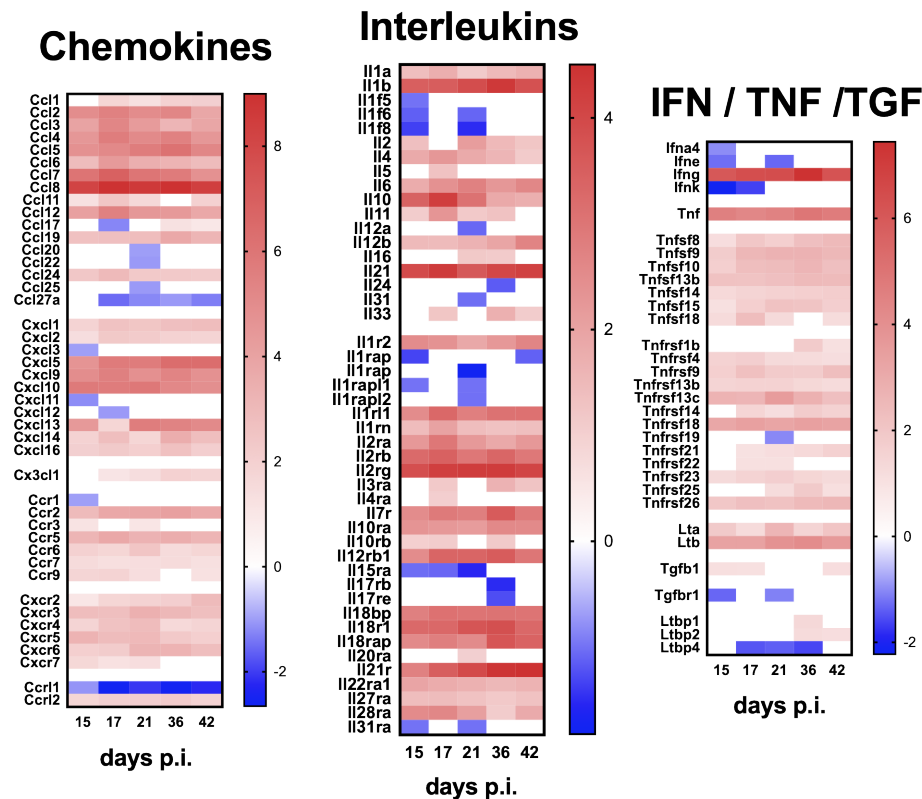 Chemokines
Ccl1
Ccl2
Ccl3
Ccl4
Ccl5
Ccl6
Ccl7
Ccl8
Ccl11
Ccl12
Ccl17
Ccl19
Ccl20
Ccl22
Ccl24
Ccl25
Ccl27a
Cxcl1
Cxcl2
Cxcl3
Cxcl5
Cxcl9
Cxcl10
Cxcl11
Cxcl12
Cxcl13
Cxcl14
Cxcl16
Cx3cl1
Ccr1
Ccr2
Ccr3
Ccr5
Ccr6
Ccr7
Ccr9
Cxcr2
Cxcr3
Cxcr4
Cxcr5
Cxcr6
Cxcr7
Ccrl1
Ccrl2
15 17 21 36 42
days p.i.
8
6
4
2
0
-2
Interleukins
Il1a
Il1b
Il1f5
Il1f6
Il1f8
Il2
Il4
Il5
Il6
Il10
Il11
Il12a
Il12b
Il16
Il21
Il24
Il31
Il33
Il1r2
Il1rap
Il1rap
Il1rapl1
Il1rapl2
Il1rl1
Il1rn
Il2ra
Il2rb
Il2rg
Il3ra
Il4ra
Il7r
Il10ra
Il10rb
Il12rb1
Il15ra
Il17rb
Il17re
Il18bp
Il18r1
Il18rap
Il20ra
Il21r
Il22ra1
Il27ra
Il28ra
Il31ra
15 17 21 36 42
days p.i.
4
2
0
IFN / TNF /TGF
Ifna4
Ifne
Ifng
Ifnk
Tnf
Tnfsf8
Tnfsf9
Tnfsf10
Tnfsf13b
Tnfsf14
Tnfsf15
Tnfsf18
Tnfrsf1b
Tnfrsf4
Tnfrsf9
Tnfrsf13b
Tnfrsf13c
Tnfrsf14
Tnfrsf18
Tnfrsf19
Tnfrsf21
Tnfrsf22
Tnfrsf23
Tnfrsf25
Tnfrsf26
Lta
Ltb
Tgfb1
Tgfbr1
Ltbp1
Ltbp2
Ltbp4
15 17 21 36 42
days p.i.
6
4
2
0
-2